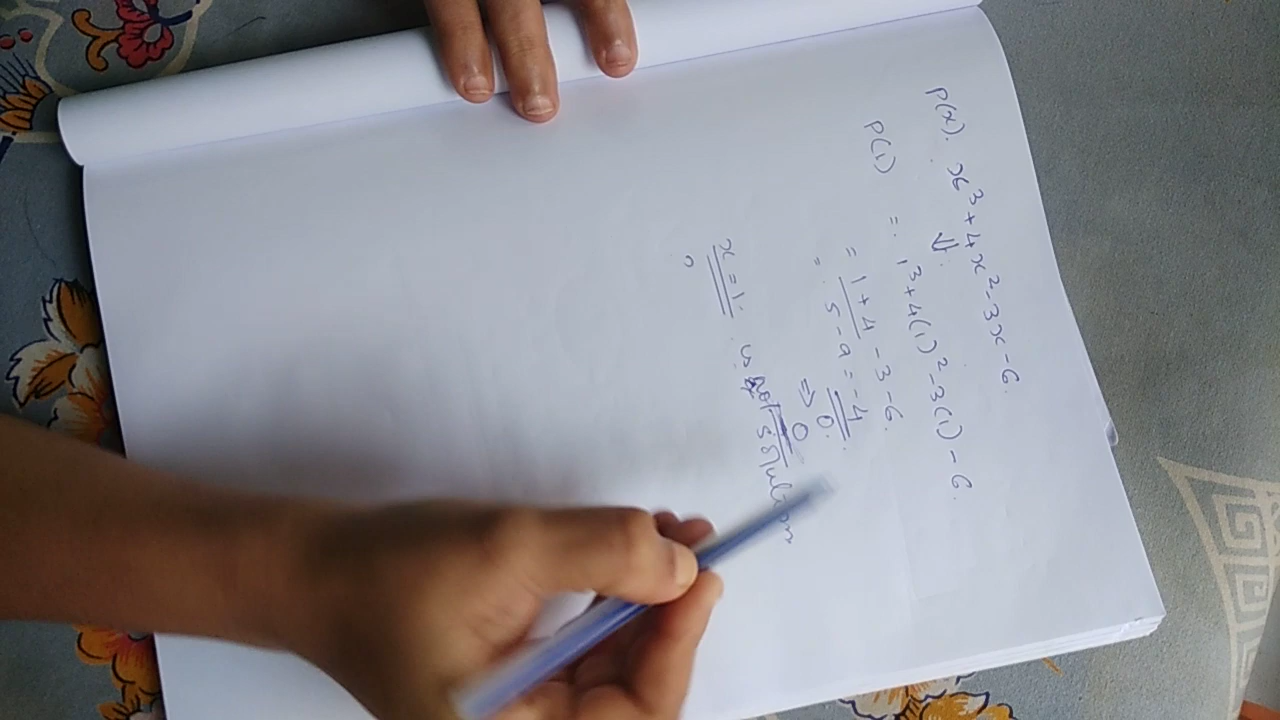 P(x). x³ + 4x² - 3x - 6.
⇓.
P(1) =. 1³ + 4(1)² - 3(1) - 6.
= 1 + 4 - 3 - 6.
=. 5 - 9 = -4
⇒ 0.
0
x = 1. is not solution